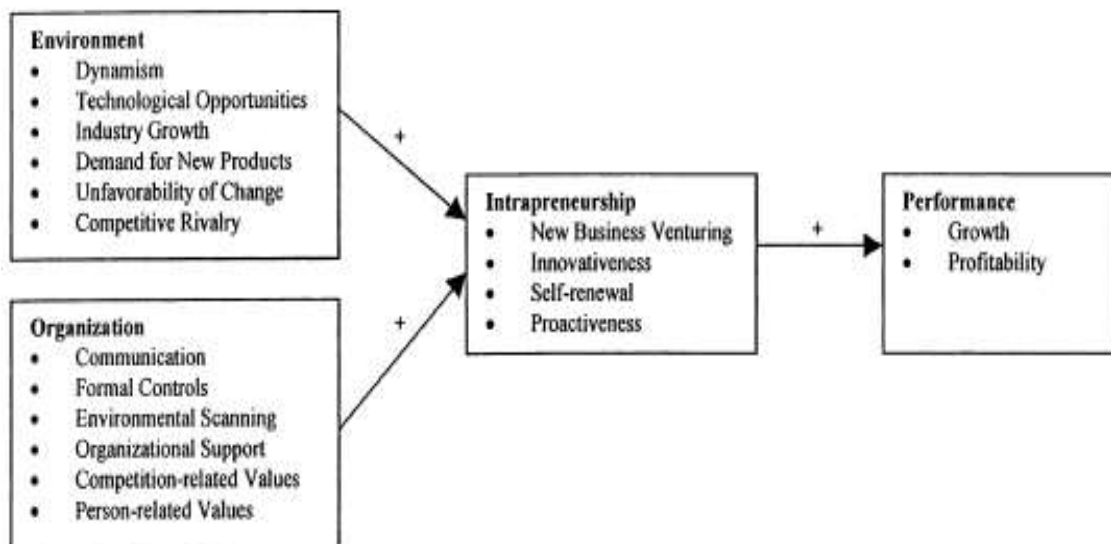 Environment
• Dynamism
• Technological Opportunities
• Industry Growth
• Demand for New Products
• Unfavorability of Change
• Competitive Rivalry
+
Organization
• Communication
• Formal Controls
• Environmental Scanning
• Organizational Support
• Competition-related Values
• Person-related Values
+
Intrapreneurship
• New Business Venturing
• Innovativeness
• Self-renewal
• Proactiveness
+
Performance
• Growth
• Profitability